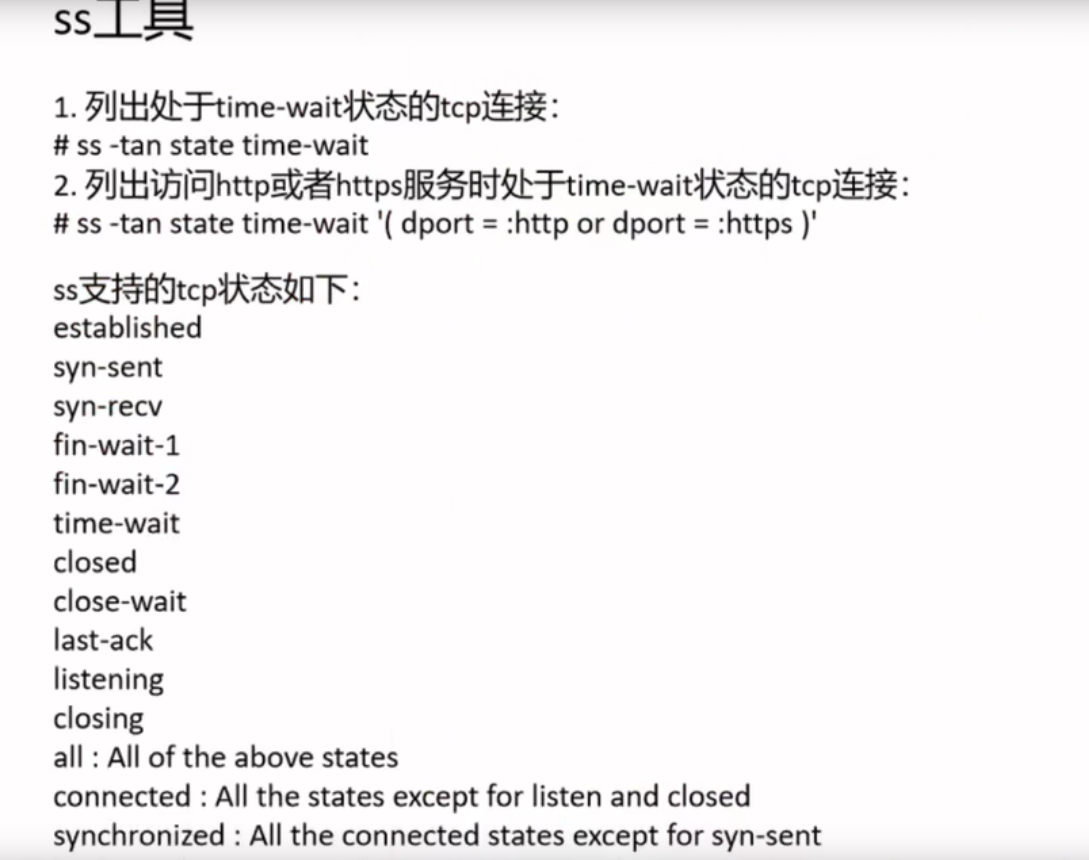 ss工具
1. 列出处于time-wait状态的tcp连接：
# ss -tan state time-wait
2. 列出访问http或者https服务时处于time-wait状态的tcp连接：
# ss -tan state time-wait '( dport = :http or dport = :https )'
ss支持的tcp状态如下：
established
syn-sent
syn-recv
fin-wait-1
fin-wait-2
time-wait
closed
close-wait
last-ack
listening
closing
all : All of the above states
connected : All the states except for listen and closed
synchronized : All the connected states except for syn-sent